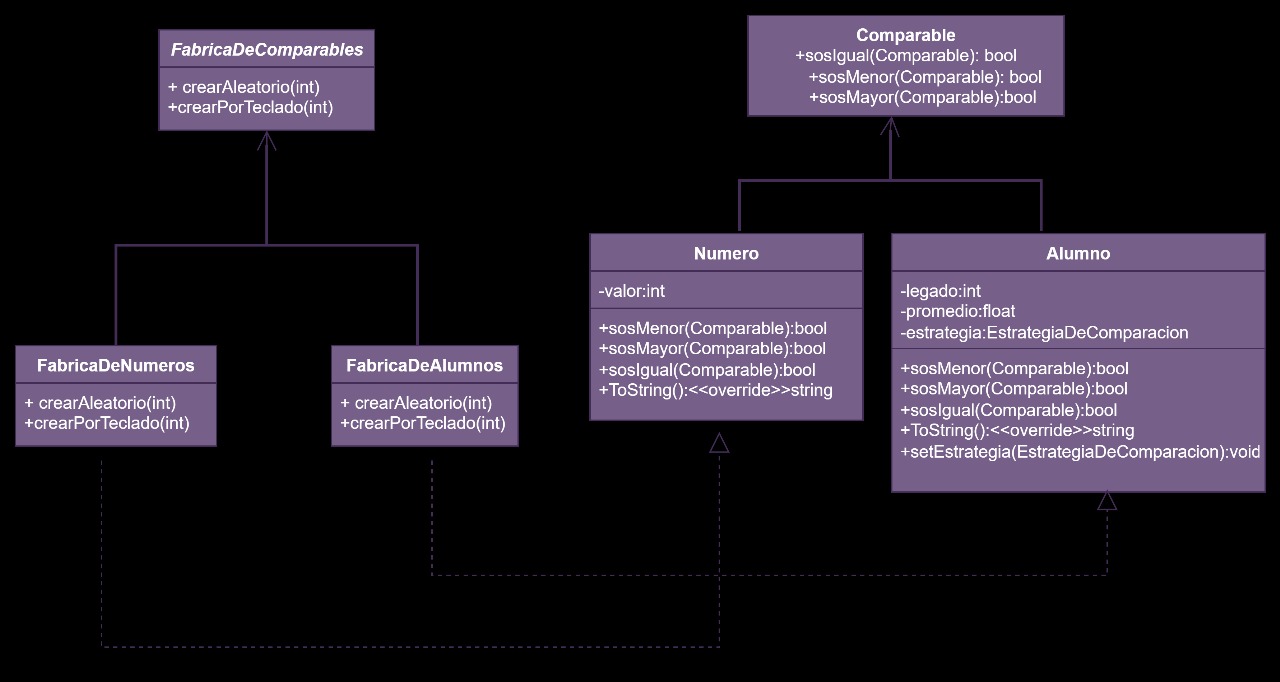 FabricaDeComparables
+ crearAleatorio(int)
+crearPorTeclado(int)
Comparable
+sosIgual(Comparable): bool
+sosMenor(Comparable): bool
+sosMayor(Comparable):bool
FabricaDeNumeros
+ crearAleatorio(int)
+crearPorTeclado(int)
FabricaDeAlumnos
+ crearAleatorio(int)
+crearPorTeclado(int)
Numero
-valor:int
+sosMenor(Comparable):bool
+sosMayor(Comparable):bool
+sosIgual(Comparable):bool
+ToString():<<override>>string
Alumno
-legado:int
-promedio:float
-estrategia:EstrategiaDeComparacion
+sosMenor(Comparable):bool
+sosMayor(Comparable):bool
+sosIgual(Comparable):bool
+ToString():<<override>>string
+setEstrategia(EstrategiaDeComparacion):void